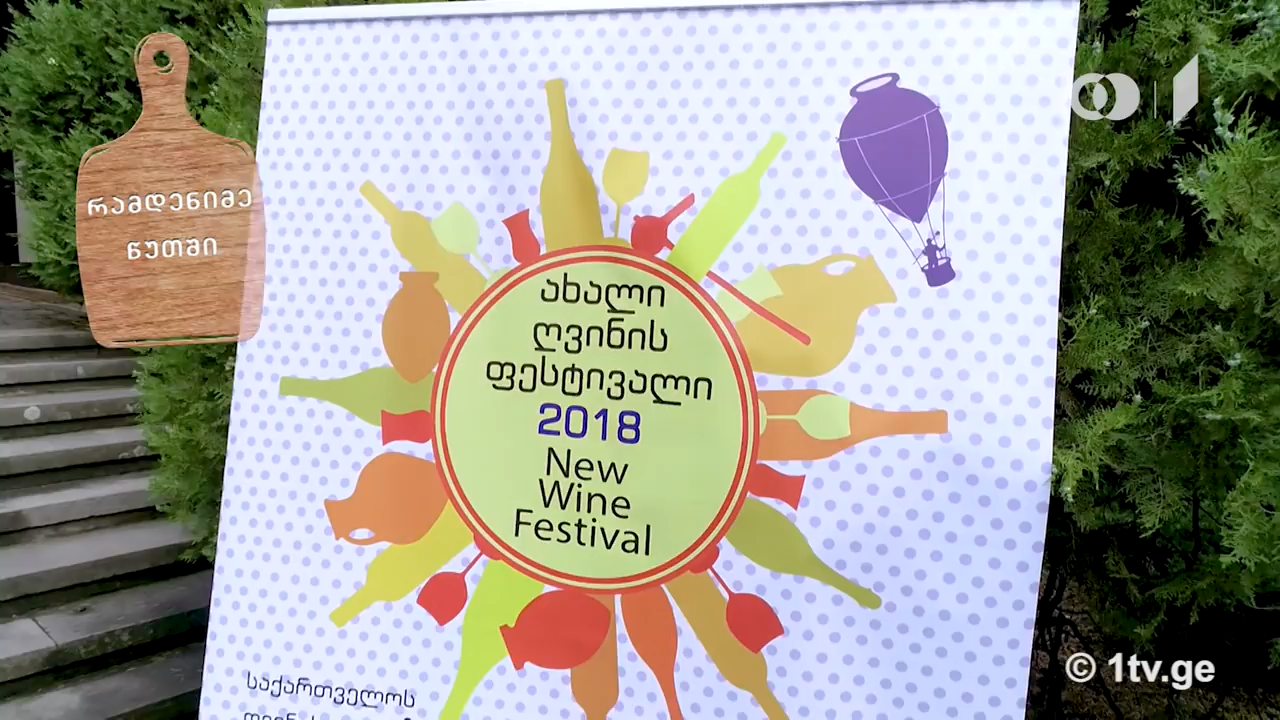 რამდენიმე
წუთში
ახალი
ღვინის
ფესტივალი
2018
New
Wine
Festival
საქართველოს
© 1tv.ge